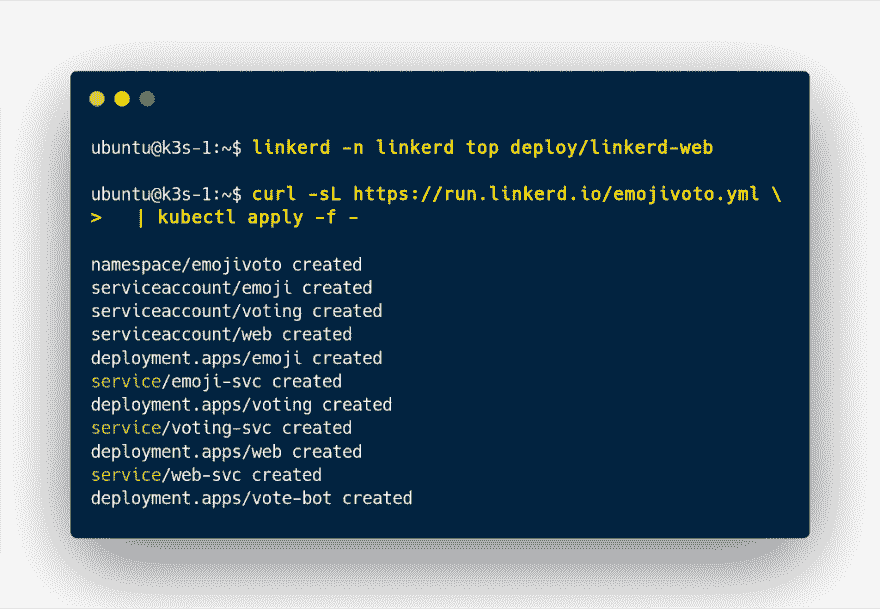 ubuntu@k3s-1:~$ linkerd -n linkerd top deploy/linkerd-web
ubuntu@k3s-1:~$ curl -sL https://run.linkerd.io/emojivoto.yml \
>   | kubectl apply -f -
namespace/emojivoto created
serviceaccount/emoji created
serviceaccount/voting created
serviceaccount/web created
deployment.apps/emoji created
service/emoji-svc created
deployment.apps/voting created
service/voting-svc created
deployment.apps/web created
service/web-svc created
deployment.apps/vote-bot created